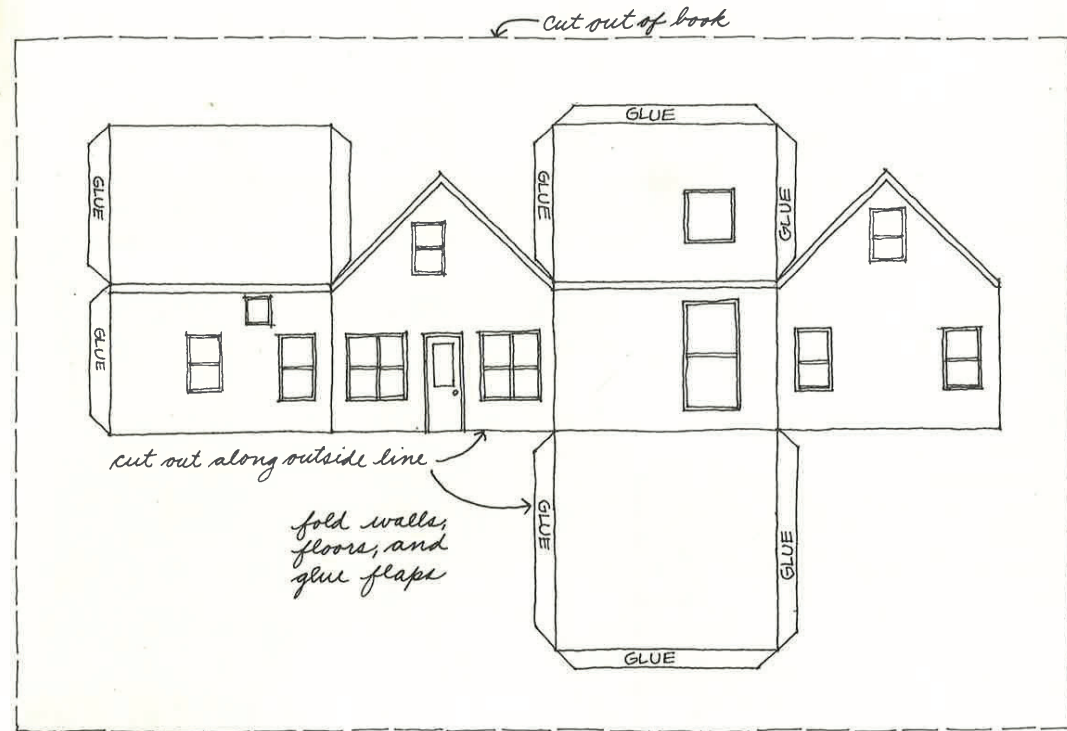 cut out of book
GLUE
GLUE
GLUE
GLUE
GLUE
cut out along outside line
fold walls,
floors, and
glue flaps
GLUE
GLUE
GLUE